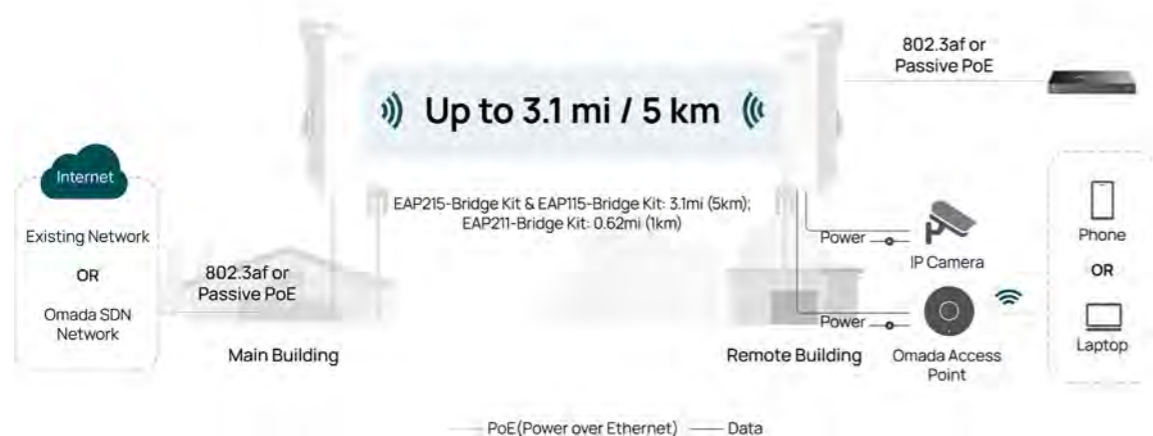 802.3af or
Passive PoE
Up to 3.1 mi / 5 km
Internet
EAP215-Bridge Kit & EAP115-Bridge Kit: 3.1mi (5km);
EAP211-Bridge Kit: 0.62mi (1km)
Existing Network
OR
Omada SDN
Network
802.3af or
Passive PoE
Main Building
Power
IP Camera
Power
Remote Building
Omada Access
Point
Phone
OR
Laptop
PoE(Power over Ethernet)
Data